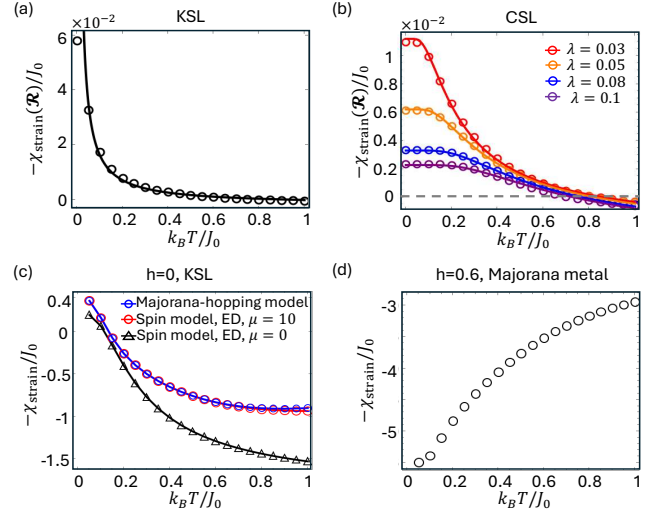 (a)
KSL
×10⁻²
6
4
2
0
−χstrain(𝓡)/J₀
0 0.2 0.4 0.6 0.8 1
k_BT/J₀
(b)
CSL
×10⁻²
1
0.8
0.6
0.4
0.2
0
−χstrain(𝓡)/J₀
λ = 0.03
λ = 0.05
λ = 0.08
λ = 0.1
0 0.2 0.4 0.6 0.8 1
k_BT/J₀
(c)
h=0, KSL
0.4
0
-0.5
-1
-1.5
−χstrain/J₀
Majorana-hopping model
Spin model, ED, μ = 10
Spin model, ED, μ = 0
0 0.2 0.4 0.6 0.8 1
k_BT/J₀
(d)
h=0.6, Majorana metal
-3
-4
-5
−χstrain/J₀
0 0.2 0.4 0.6 0.8 1
k_BT/J₀